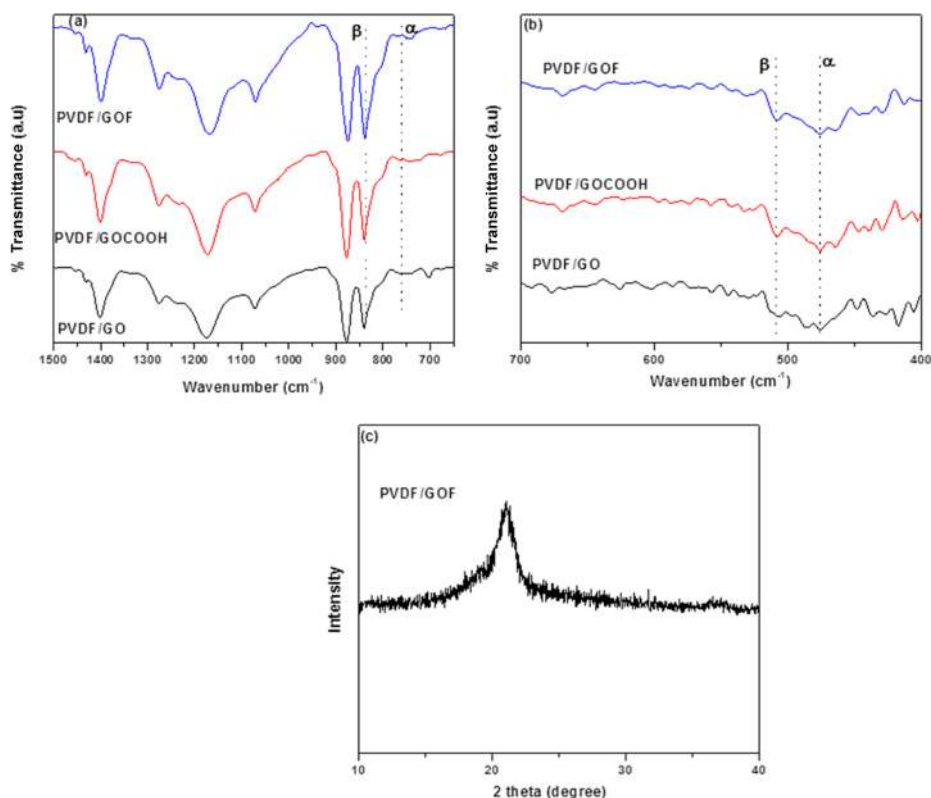 (a)
β
α
PVDF/GOF
PVDF/GOCOOH
PVDF/GO
% Transmittance (a.u)
1500 1400 1300 1200 1100 1000 900 800 700
Wavenumber (cm⁻¹)
(b)
β
α
PVDF/GOF
PVDF/GOCOOH
PVDF/GO
% Transmittance (a.u)
700 600 500 400
Wavenumber (cm⁻¹)
(c)
PVDF/GOF
Intensity
10 20 30 40
2 theta (degree)